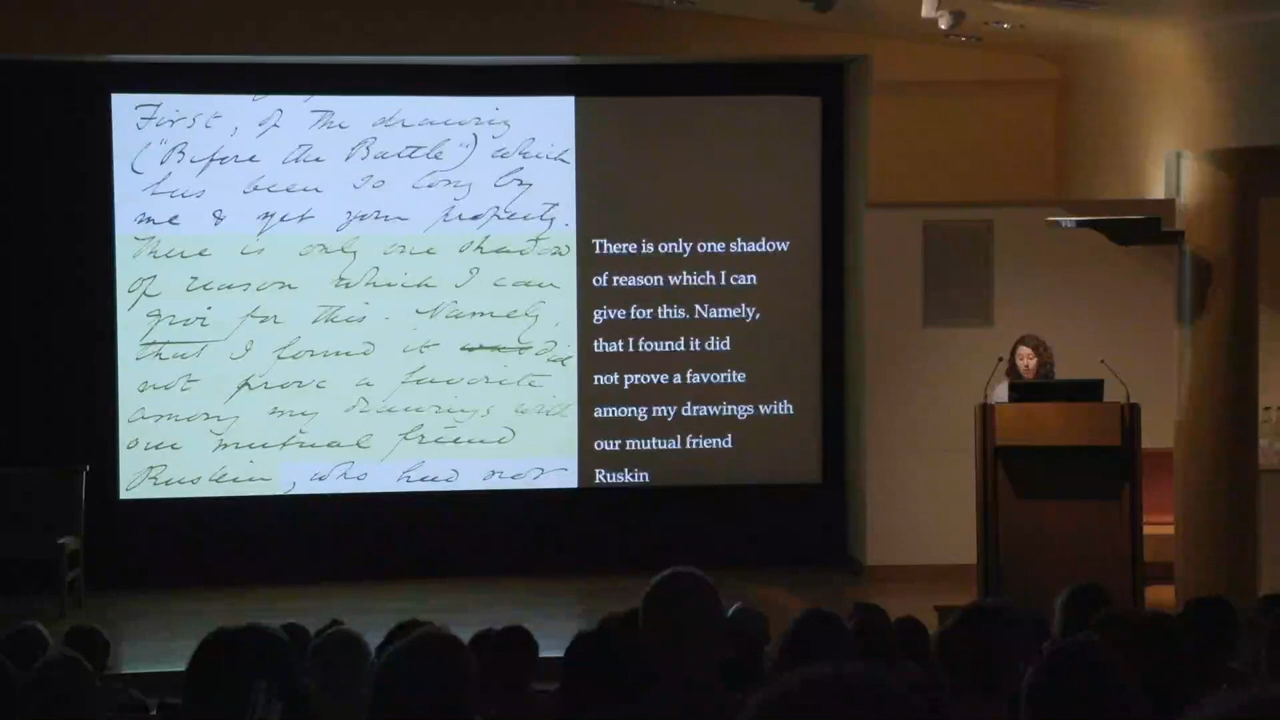 First, of the drawing
("Before the Battle") which
has been so long by
me & yet your property.
There is only one shadow
of reason which I can
give for this. Namely,
that I found it was did
not prove a favorite
among my drawings with
our mutual friend
Ruskin, who had not
There is only one shadow
of reason which I can
give for this. Namely,
that I found it did
not prove a favorite
among my drawings with
our mutual friend
Ruskin